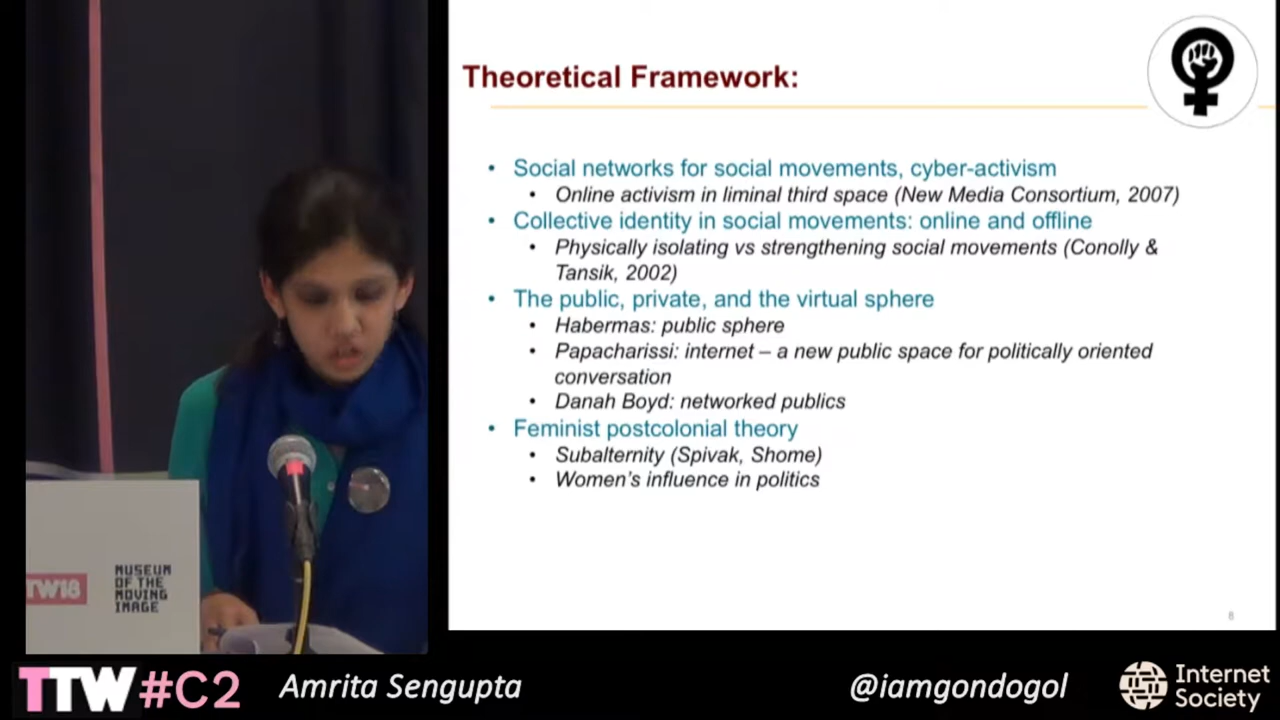 Theoretical Framework:
• Social networks for social movements, cyber-activism
• Online activism in liminal third space (New Media Consortium, 2007)
• Collective identity in social movements: online and offline
• Physically isolating vs strengthening social movements (Conolly &
Tansik, 2002)
• The public, private, and the virtual sphere
• Habermas: public sphere
• Papacharissi: internet – a new public space for politically oriented
conversation
• Danah Boyd: networked publics
• Feminist postcolonial theory
• Subalternity (Spivak, Shome)
• Women's influence in politics
8
TW18
MUSEUM
OF THE
MOVING
IMAGE
TTW #C2
Amrita Sengupta
@iamgondogol
Internet
Society